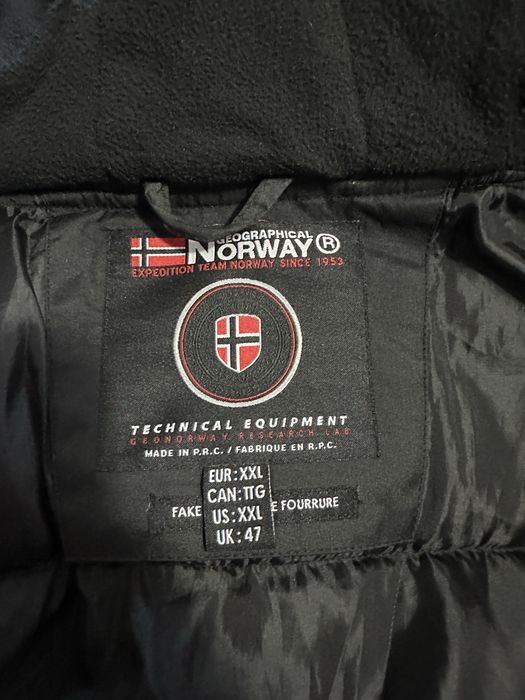 GEOGRAPHICAL
NORWAY®
EXPEDITION TEAM NORWAY SINCE 1953
TECHNICAL EQUIPMENT
GEONORWAY RESEARCH LAB
MADE IN P.R.C. / FABRIQUE EN R.P.C.
EUR:XXL
CAN:TTG
US:XXL
UK:47
FAKE E FOURRURE